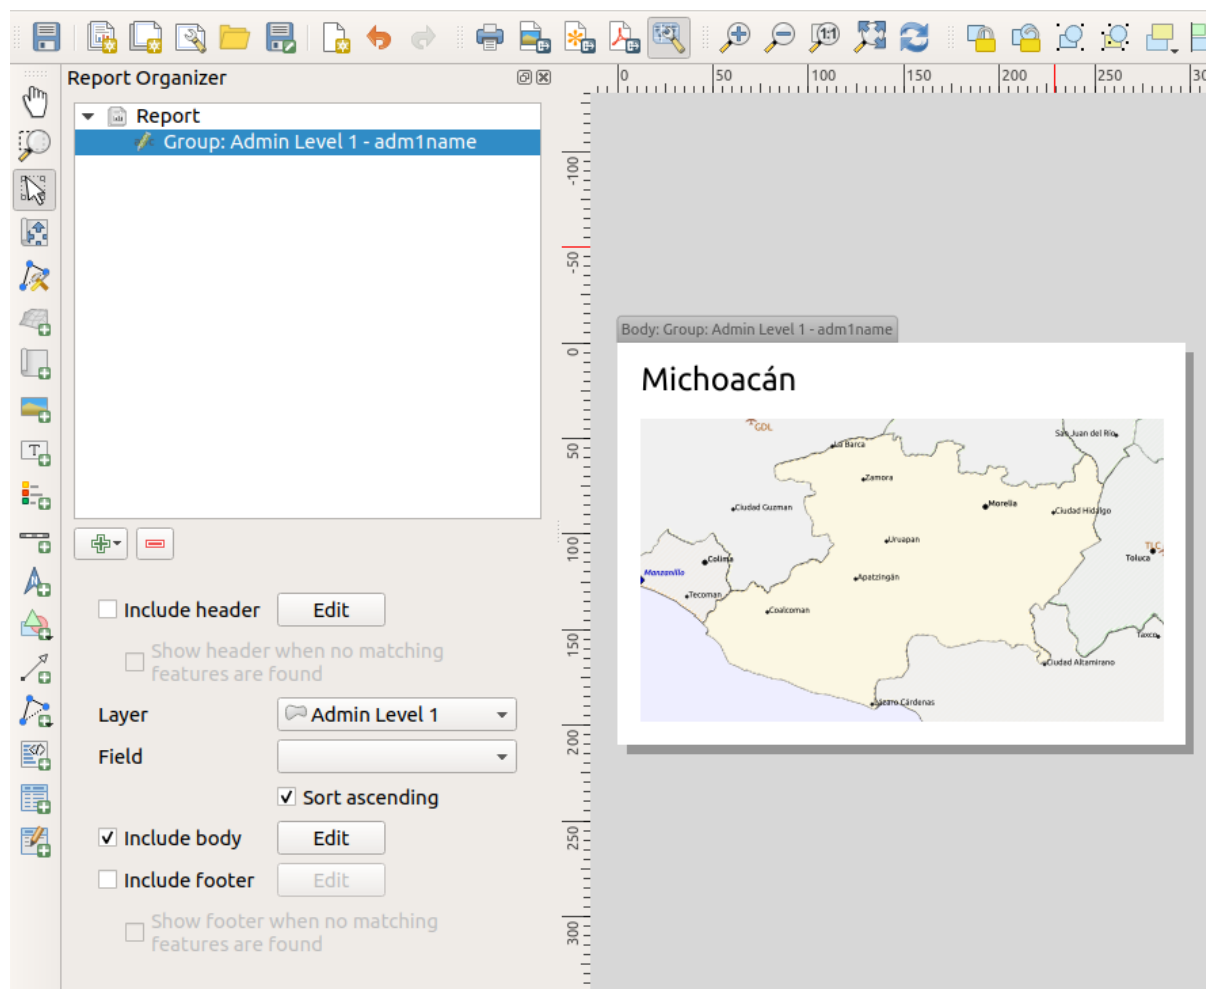 Report Organizer
Report
Group: Admin Level 1 - adm1name
Include header Edit
Show header when no matching
features are found
Layer Admin Level 1
Field
Sort ascending
Include body Edit
Include footer Edit
Show footer when no matching
features are found
1:1
0 50 100 150 200 250 30
-100
-50
0
50
100
150
200
250
300
Body: Group: Admin Level 1 - adm1name
Michoacán
GDL
San Juan del Río
La Barca
Zamora
Ciudad Guzman
Morelia
Ciudad Hidalgo
Uruapan
TLC
Toluca
Colima
Manzanillo
Apatzingán
Tecoman
Coalcoman
Taxco
Ciudad Altamirano
Lázaro Cárdenas